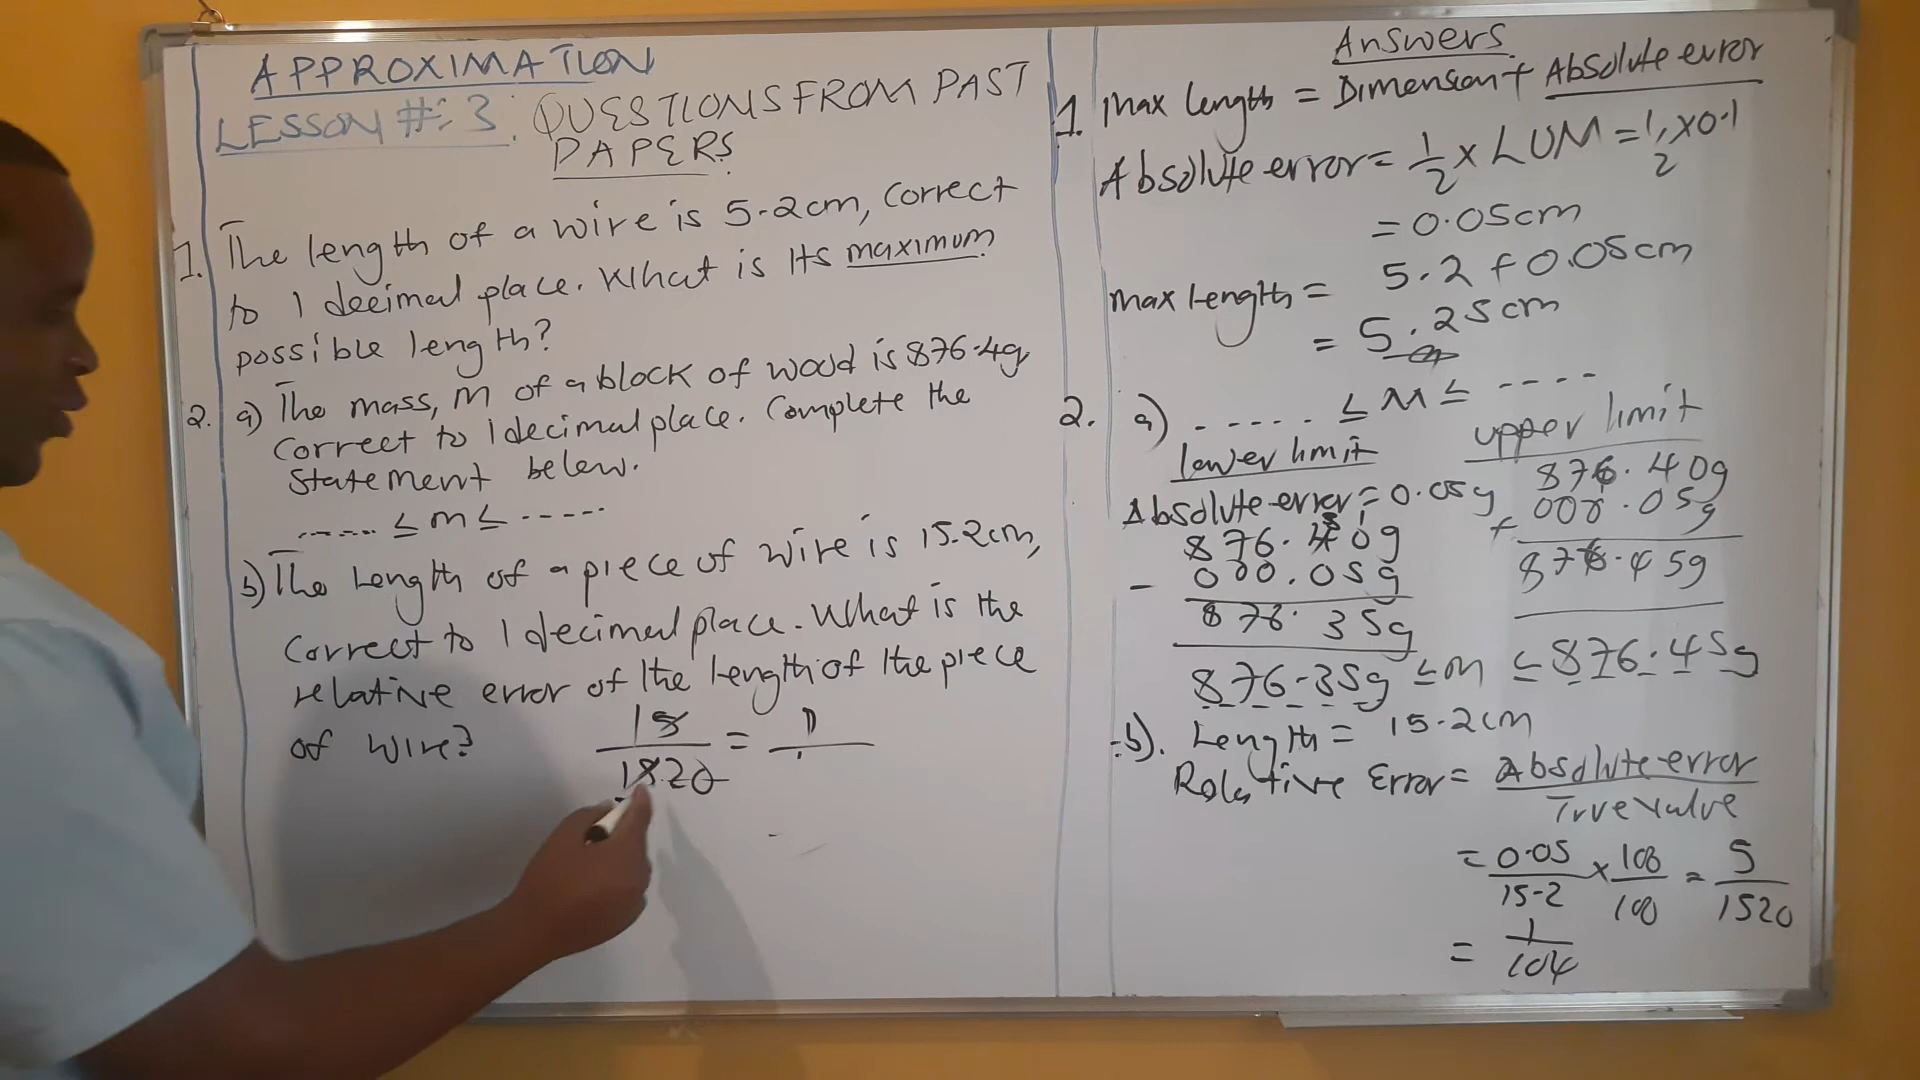 APPROXIMATION
LESSON #: 3: QUESTIONS FROM PAST
PAPERS
1. The length of a wire is 5.2cm, correct
to 1 decimal place. What is its maximum
possible length?
2. a) The mass, m of a block of wood is 876.4g
correct to 1 decimal place. Complete the
statement below.
...... ≤ m ≤ ......
b) The length of a piece of wire is 15.2cm,
correct to 1 decimal place. What is the
relative error of the length of the piece
of wire?
15/1520 = 1/
Answers
1. Max length = Dimension + Absolute error
Absolute error = 1/2 x LUM = 1/2 x 0.1
= 0.05cm
Max length = 5.2 + 0.05cm
= 5.25cm
2. a) ...... ≤ M ≤ ....
lower limit upper limit
Absolute error = 0.05g
876.40g
- 000.05g
876.35g
876.40g
+ 000.05g
876.45g
876.35g ≤ m ≤ 876.45g
b). Length = 15.2cm
Relative Error = Absolute error / True value
= 0.05/15.2 x 100/100 = 5/1520
= 1/104